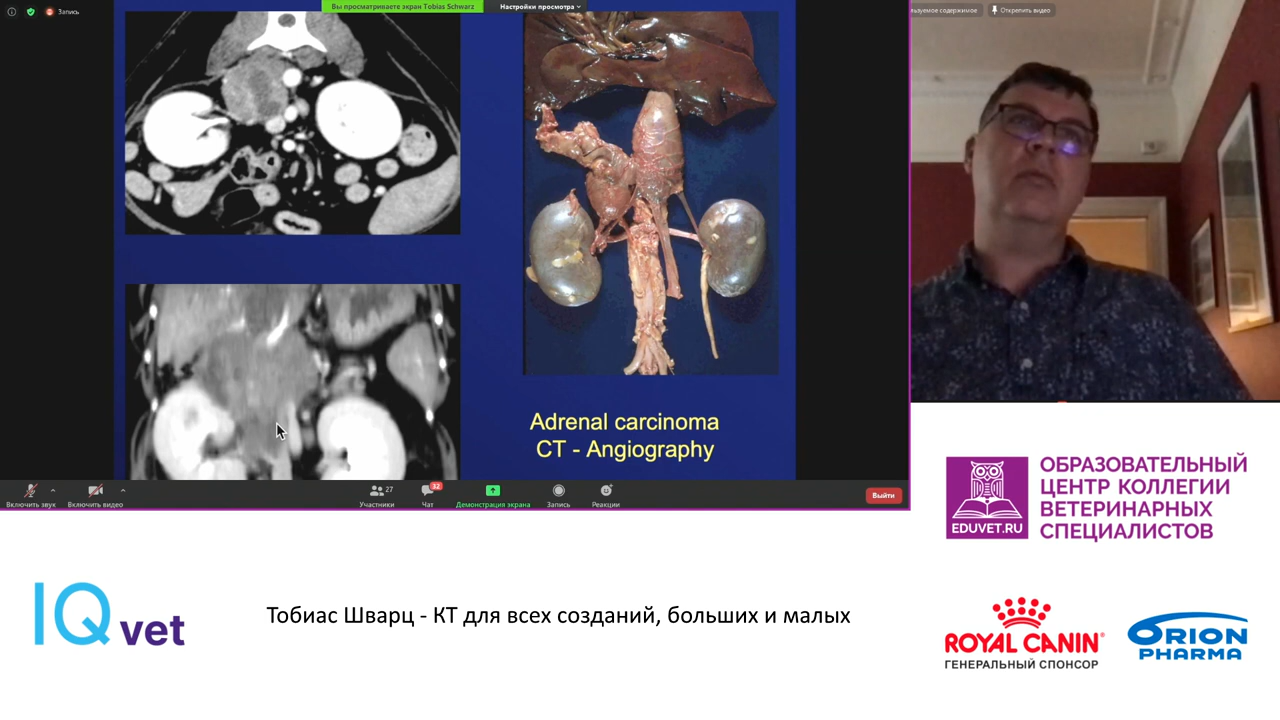 Запись
Вы просматриваете экран Tobias Schwarz
Настройки просмотра
содержимое
Открепить видео
Adrenal carcinoma
CT - Angiography
Включить звук
Включить видео
27
Участники
32
Чат
Демонстрация экрана
Запись
Реакции
Выйти
EDUVET.RU
ОБРАЗОВАТЕЛЬНЫЙ
ЦЕНТР КОЛЛЕГИИ
ВЕТЕРИНАРНЫХ
СПЕЦИАЛИСТОВ
IQ vet
Тобиас Шварц - КТ для всех созданий, больших и малых
ROYAL CANIN®
ГЕНЕРАЛЬНЫЙ СПОНСОР
ORION
PHARMA